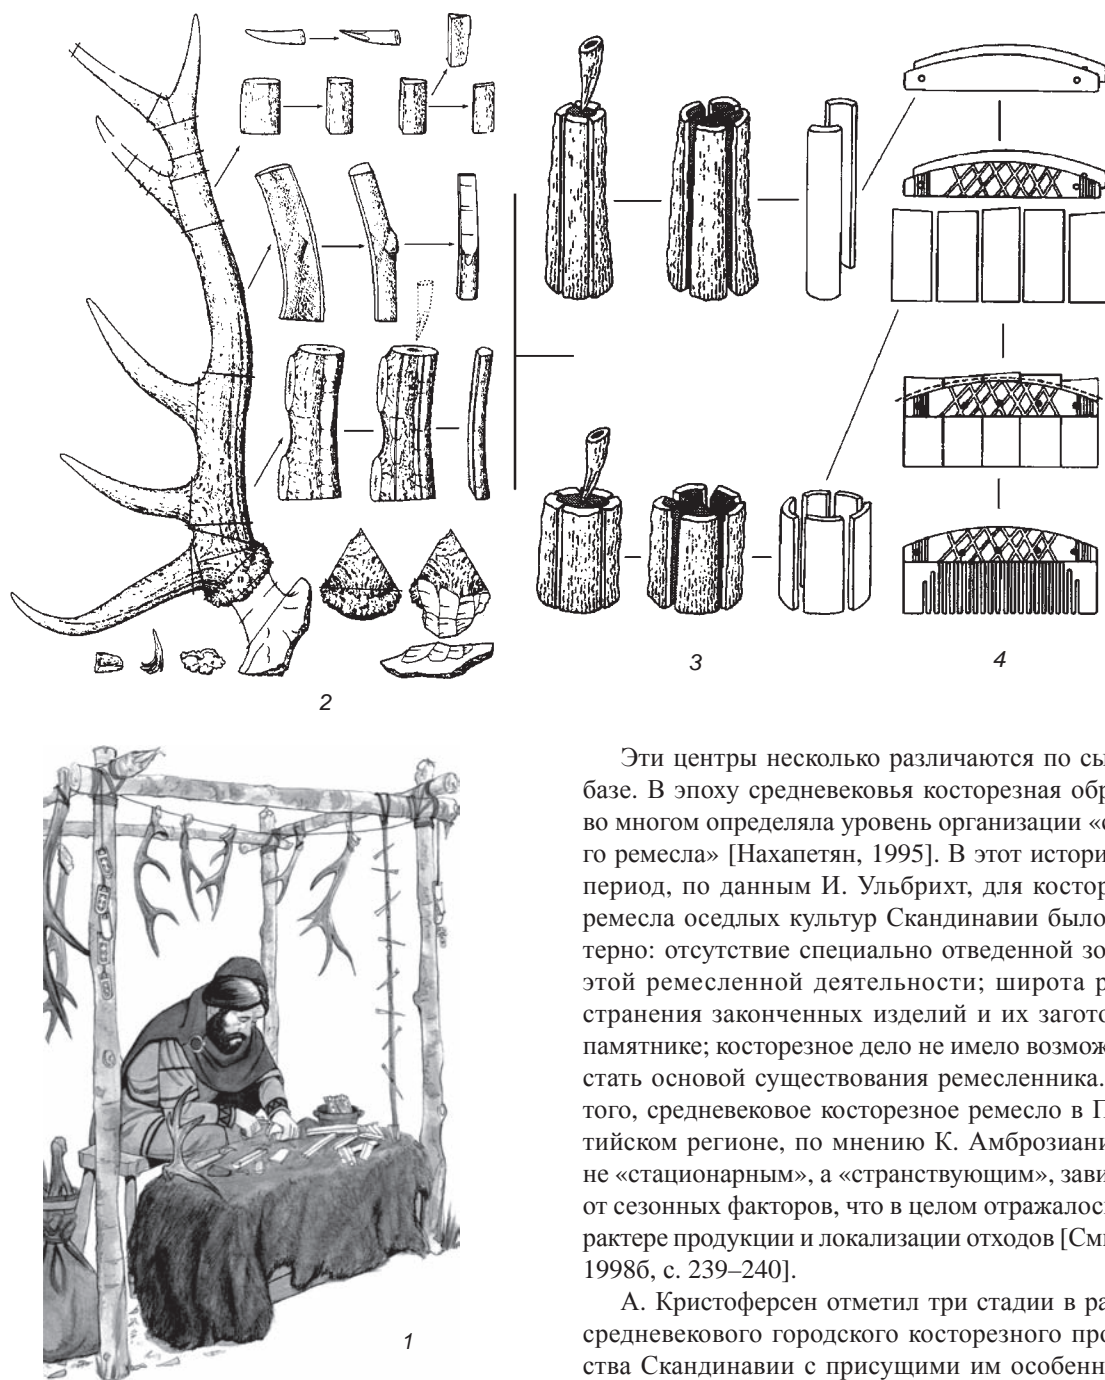 2
3
4
1
Эти центры несколько различаются по сы
базе. В эпоху средневековья косторезная обр
во многом определяла уровень организации «
го ремесла» [Нахапетян, 1995]. В этот истори
период, по данным И. Ульбрихт, для костор
ремесла оседлых культур Скандинавии было
терно: отсутствие специально отведенной зо
этой ремесленной деятельности; широта р
странения законченных изделий и их загото
памятнике; косторезное дело не имело возмож
стать основой существования ремесленника.
того, средневековое косторезное ремесло в П
тийском регионе, по мнению К. Амброзиани
не «стационарным», а «странствующим», зави
от сезонных факторов, что в целом отражалос
рактере продукции и локализации отходов [См
1998б, с. 239–240].
А. Кристоферсен отметил три стадии в ра
средневекового городского косторезного про
ства Скандинавии с присущими им особенн